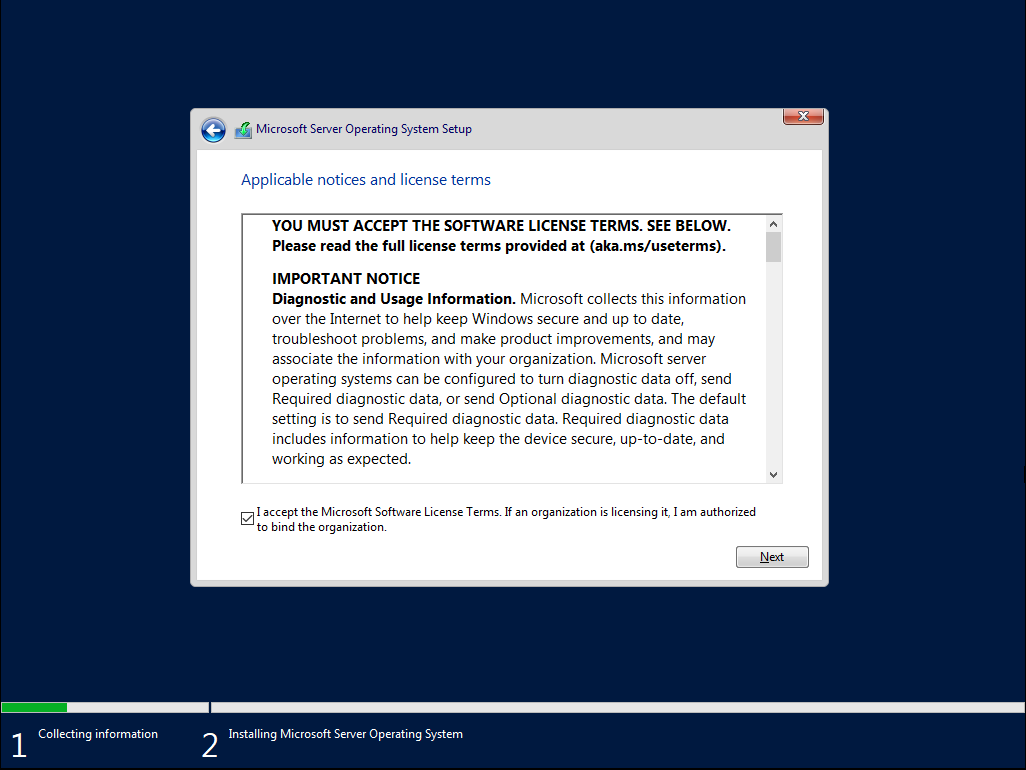 Microsoft Server Operating System Setup
Applicable notices and license terms
YOU MUST ACCEPT THE SOFTWARE LICENSE TERMS. SEE BELOW.
Please read the full license terms provided at (aka.ms/useterms).
IMPORTANT NOTICE
Diagnostic and Usage Information. Microsoft collects this information
over the Internet to help keep Windows secure and up to date,
troubleshoot problems, and make product improvements, and may
associate the information with your organization. Microsoft server
operating systems can be configured to turn diagnostic data off, send
Required diagnostic data, or send Optional diagnostic data. The default
setting is to send Required diagnostic data. Required diagnostic data
includes information to help keep the device secure, up-to-date, and
working as expected.
I accept the Microsoft Software License Terms. If an organization is licensing it, I am authorized
to bind the organization.
Next
1 Collecting information
2 Installing Microsoft Server Operating System